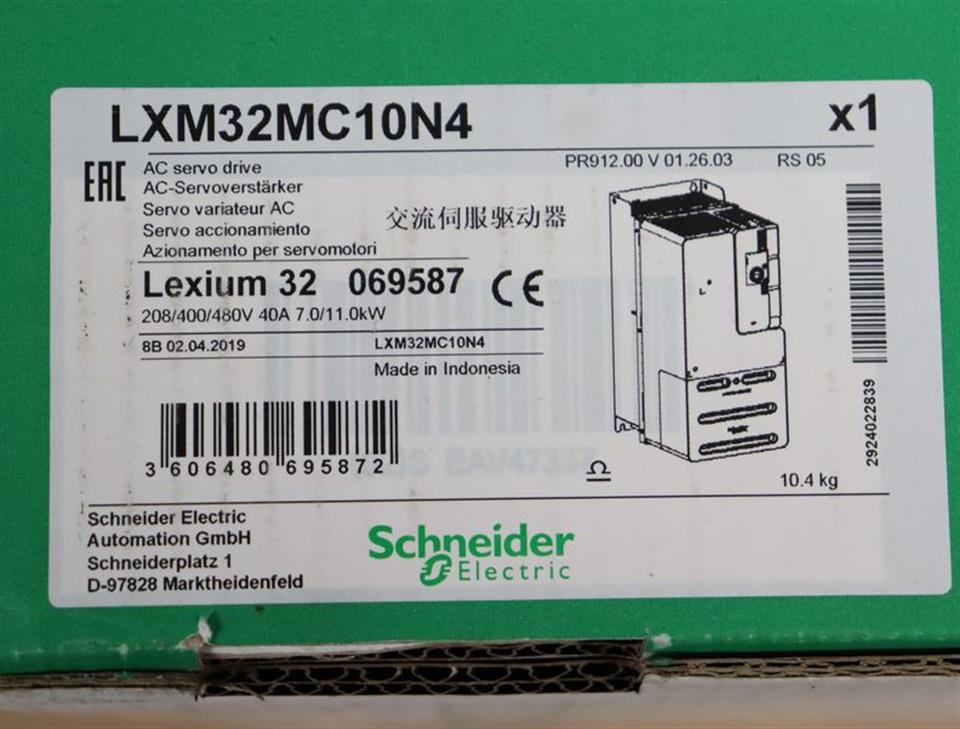 LXM32MC10N4 x1
EAC
AC servo drive
AC-Servoverstärker
Servo variateur AC
Servo accionamiento
Azionamento per servomotori
PR912.00 V 01.26.03 RS 05
交流伺服驱动器
Lexium 32 069587 CE
208/400/480V 40A 7.0/11.0kW
8B 02.04.2019 LXM32MC10N4
Made in Indonesia
3 606480 695872
EAV47337
2924022839
10.4 kg
Schneider Electric
Automation GmbH
Schneiderplatz 1
D-97828 Marktheidenfeld
Schneider
Electric